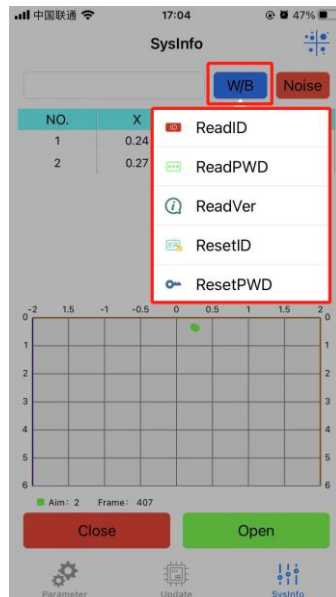 中国联通 17:04 47%
SysInfo
W/B Noise
NO. X
1 0.24
2 0.27
ReadID
ReadPWD
ReadVer
ResetID
ResetPWD
-2 1.5 -1 -0.5 0 0.5 1 1.5 2
0 0
1 1
2 2
3 3
4 4
5 5
6 6
Aim: 2 Frame: 407
Close Open
Parameter Update SysInfo